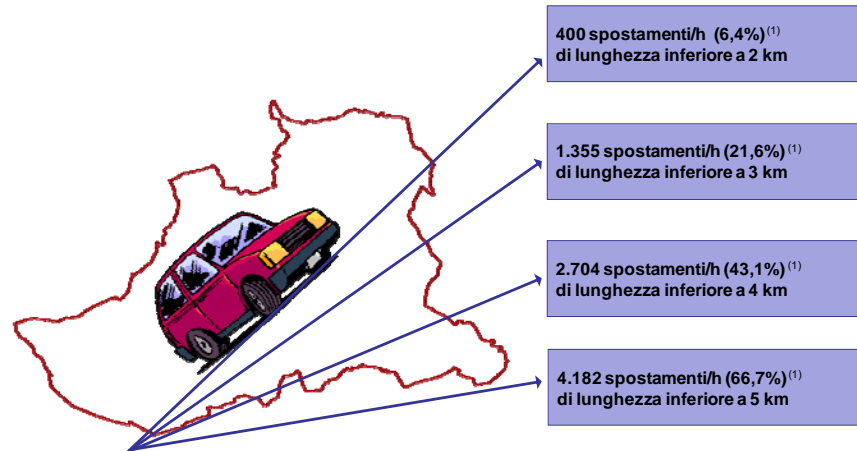 400 spostamenti/h (6,4%)(1)
di lunghezza inferiore a 2 km
1.355 spostamenti/h (21,6%)(1)
di lunghezza inferiore a 3 km
2.704 spostamenti/h (43,1%)(1)
di lunghezza inferiore a 4 km
4.182 spostamenti/h (66,7%)(1)
di lunghezza inferiore a 5 km